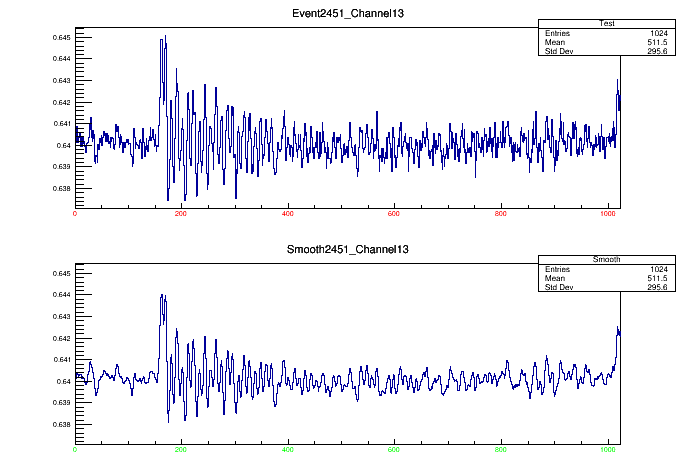 Event2451_Channel13
Test
Entries 1024
Mean 511.5
Std Dev 295.6
0.645
0.644
0.643
0.642
0.641
0.64
0.639
0.638
0 200 400 600 800 1000
Smooth2451_Channel13
Smooth
Entries 1024
Mean 511.5
Std Dev 295.6
0.645
0.644
0.643
0.642
0.641
0.64
0.639
0.638
0 200 400 600 800 1000